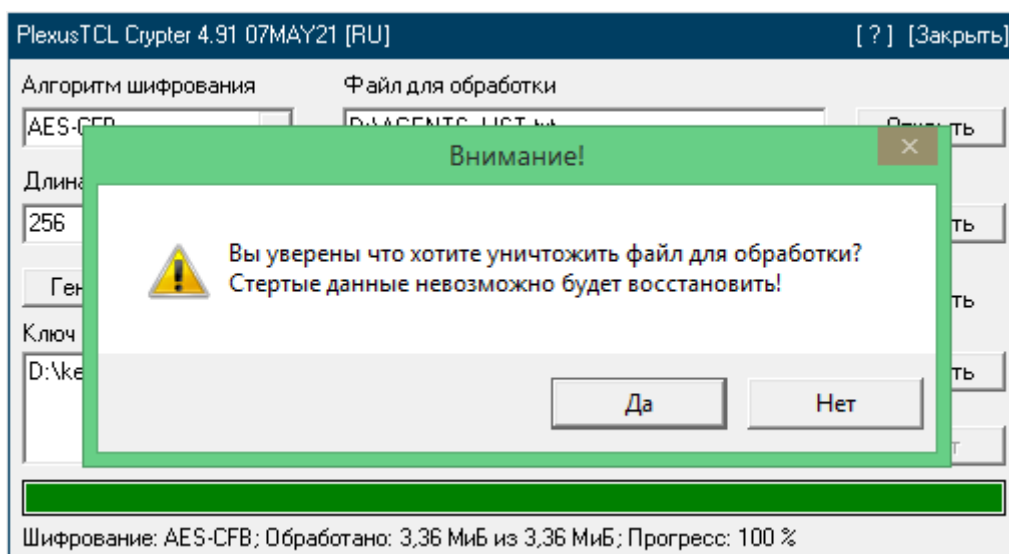 PlexusTCL Crypter 4.91 07MAY21 [RU] [ ? ] [Закрыть]
Алгоритм шифрования Файл для обработки
Внимание!
256
Вы уверены что хотите уничтожить файл для обработки?
Стертые данные невозможно будет восстановить!
Ключ
Да Нет
Шифрование: AES-CFB; Обработано: 3,36 МиБ из 3,36 МиБ; Прогресс: 100 %